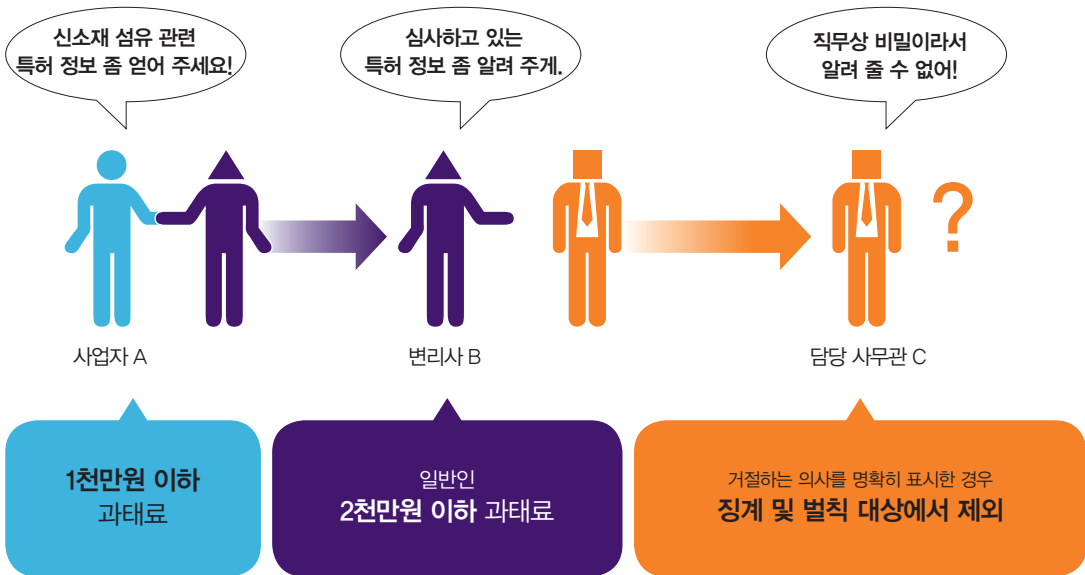 신소재 섬유 관련
특허 정보 좀 얻어 주세요!
심사하고 있는
특허 정보 좀 알려 주게.
직무상 비밀이라서
알려 줄 수 없어!
?
사업자 A
변리사 B
담당 사무관 C
1천만원 이하
과태료
일반인
2천만원 이하 과태료
거절하는 의사를 명확히 표시한 경우
징계 및 벌칙 대상에서 제외